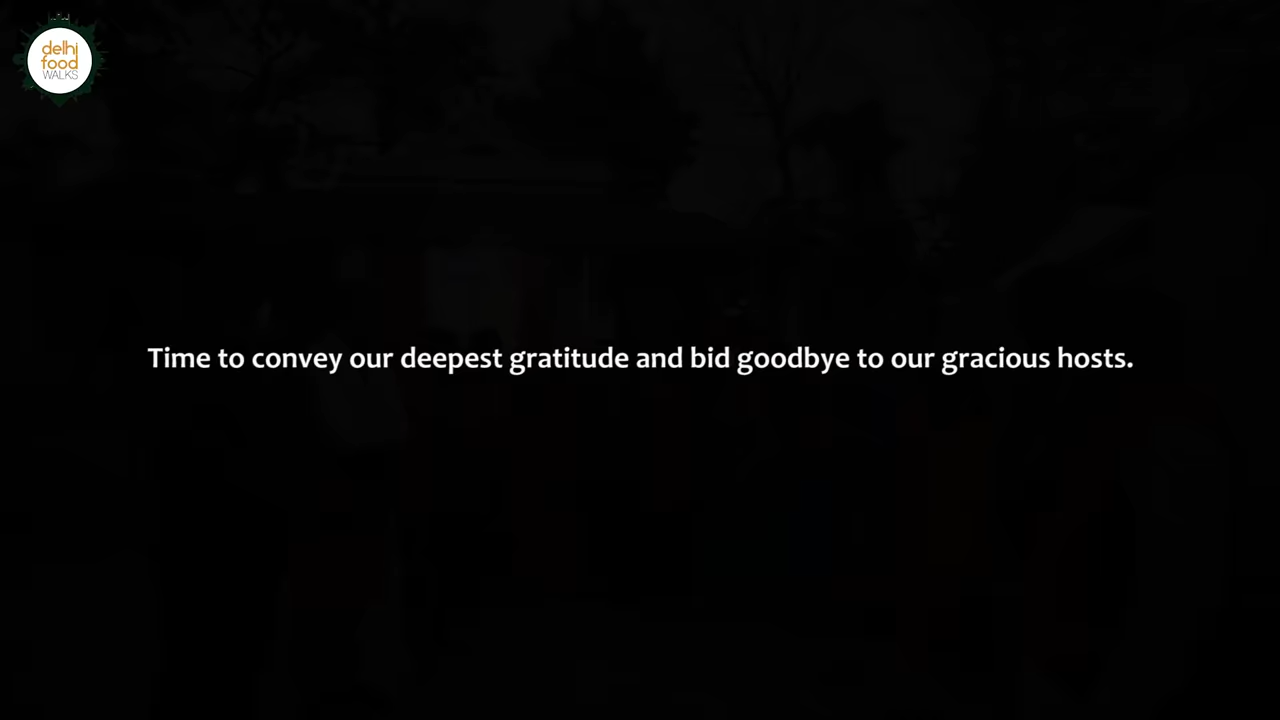 delhi
food
WALKS
Time to convey our deepest gratitude and bid goodbye to our gracious hosts.